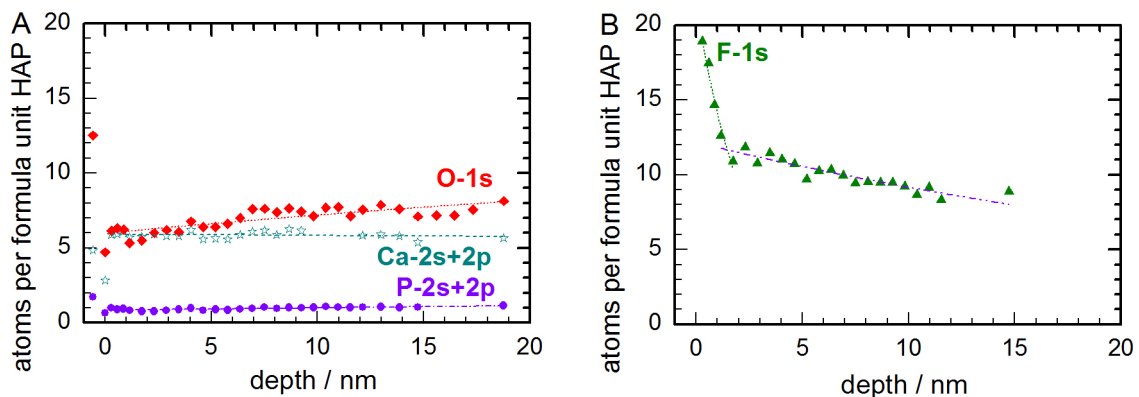 A
atoms per formula unit HAP
20
15
10
5
0
O-1s
Ca-2s+2p
P-2s+2p
0 5 10 15 20
depth / nm
B
atoms per formula unit HAP
20
15
10
5
0
F-1s
0 5 10 15 20
depth / nm